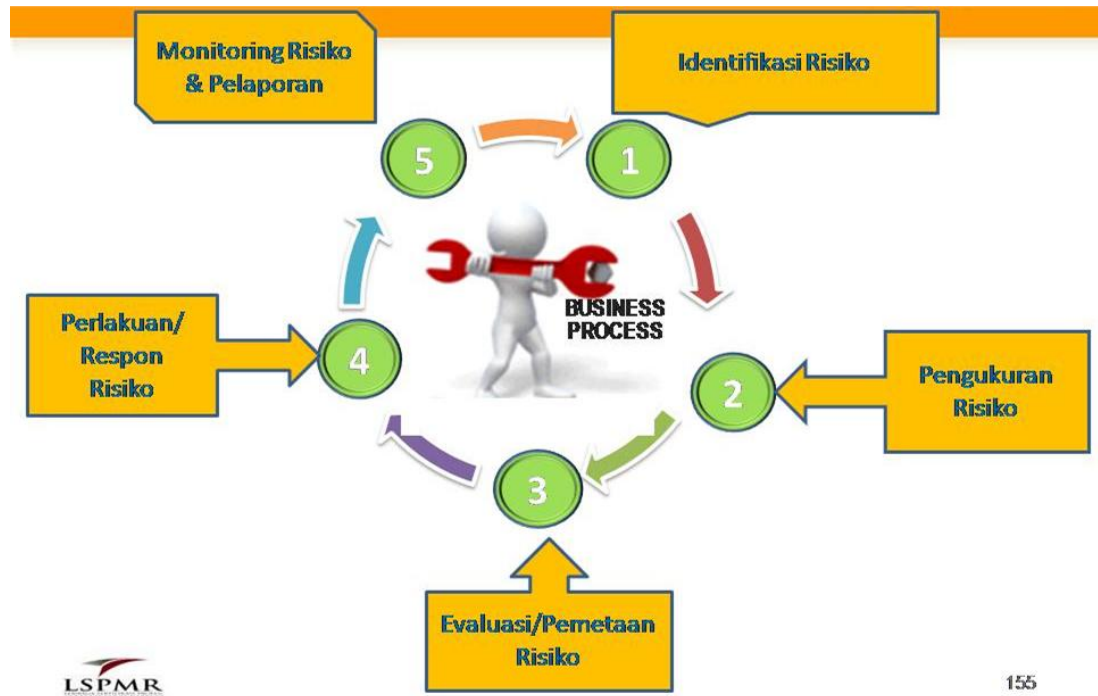 Monitoring Risiko
& Pelaporan
Identifikasi Risiko
5
1
BUSINESS
PROCESS
Perlakuan/
Respon
Risiko
4
2
Pengukuran
Risiko
3
Evaluasi/Pemetaan
Risiko
LSPMR
155